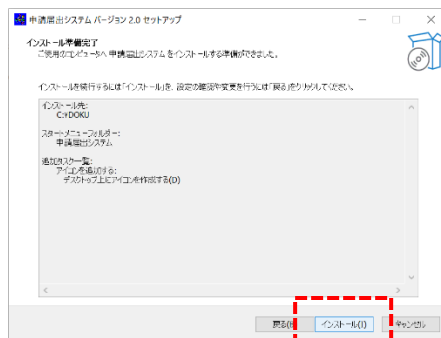 申請届出システム バージョン 2.0 セットアップ
インストール準備完了
ご使用のコンピュータへ 申請届出システム をインストールする準備ができました。
インストールを続行するには「インストール」を、設定の確認や変更を行うには「戻る」をクリックしてください。
インストール先:
C:¥DOKU
スタートメニューフォルダー:
申請届出システム
追加タスク一覧:
アイコンを追加する:
デスクトップ上にアイコンを作成する(D)
戻る(
インストール(I)
キャンセル